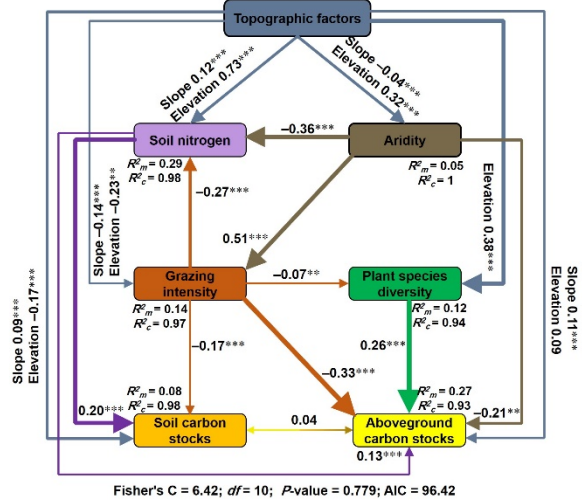 Topographic factors
Slope 0.12***
Elevation 0.73***
Slope –0.04***
Elevation 0.32***
Soil nitrogen
–0.36***
Aridity
R²m = 0.29
R²c = 0.98
R²m = 0.05
R²c = 1
Slope –0.14***
Elevation –0.23**
–0.27***
Elevation 0.38***
0.51***
Grazing
intensity
–0.07**
Plant species
diversity
R²m = 0.14
R²c = 0.97
R²m = 0.12
R²c = 0.94
Slope 0.09***
Elevation –0.17***
Slope 0.11***
Elevation 0.09
–0.17***
–0.33***
0.26***
R²m = 0.08
R²c = 0.98
R²m = 0.27
R²c = 0.93
0.20***
Soil carbon
stocks
0.04
Aboveground
carbon stocks
–0.21**
0.13***
Fisher's C = 6.42; df = 10; P-value = 0.779; AIC = 96.42